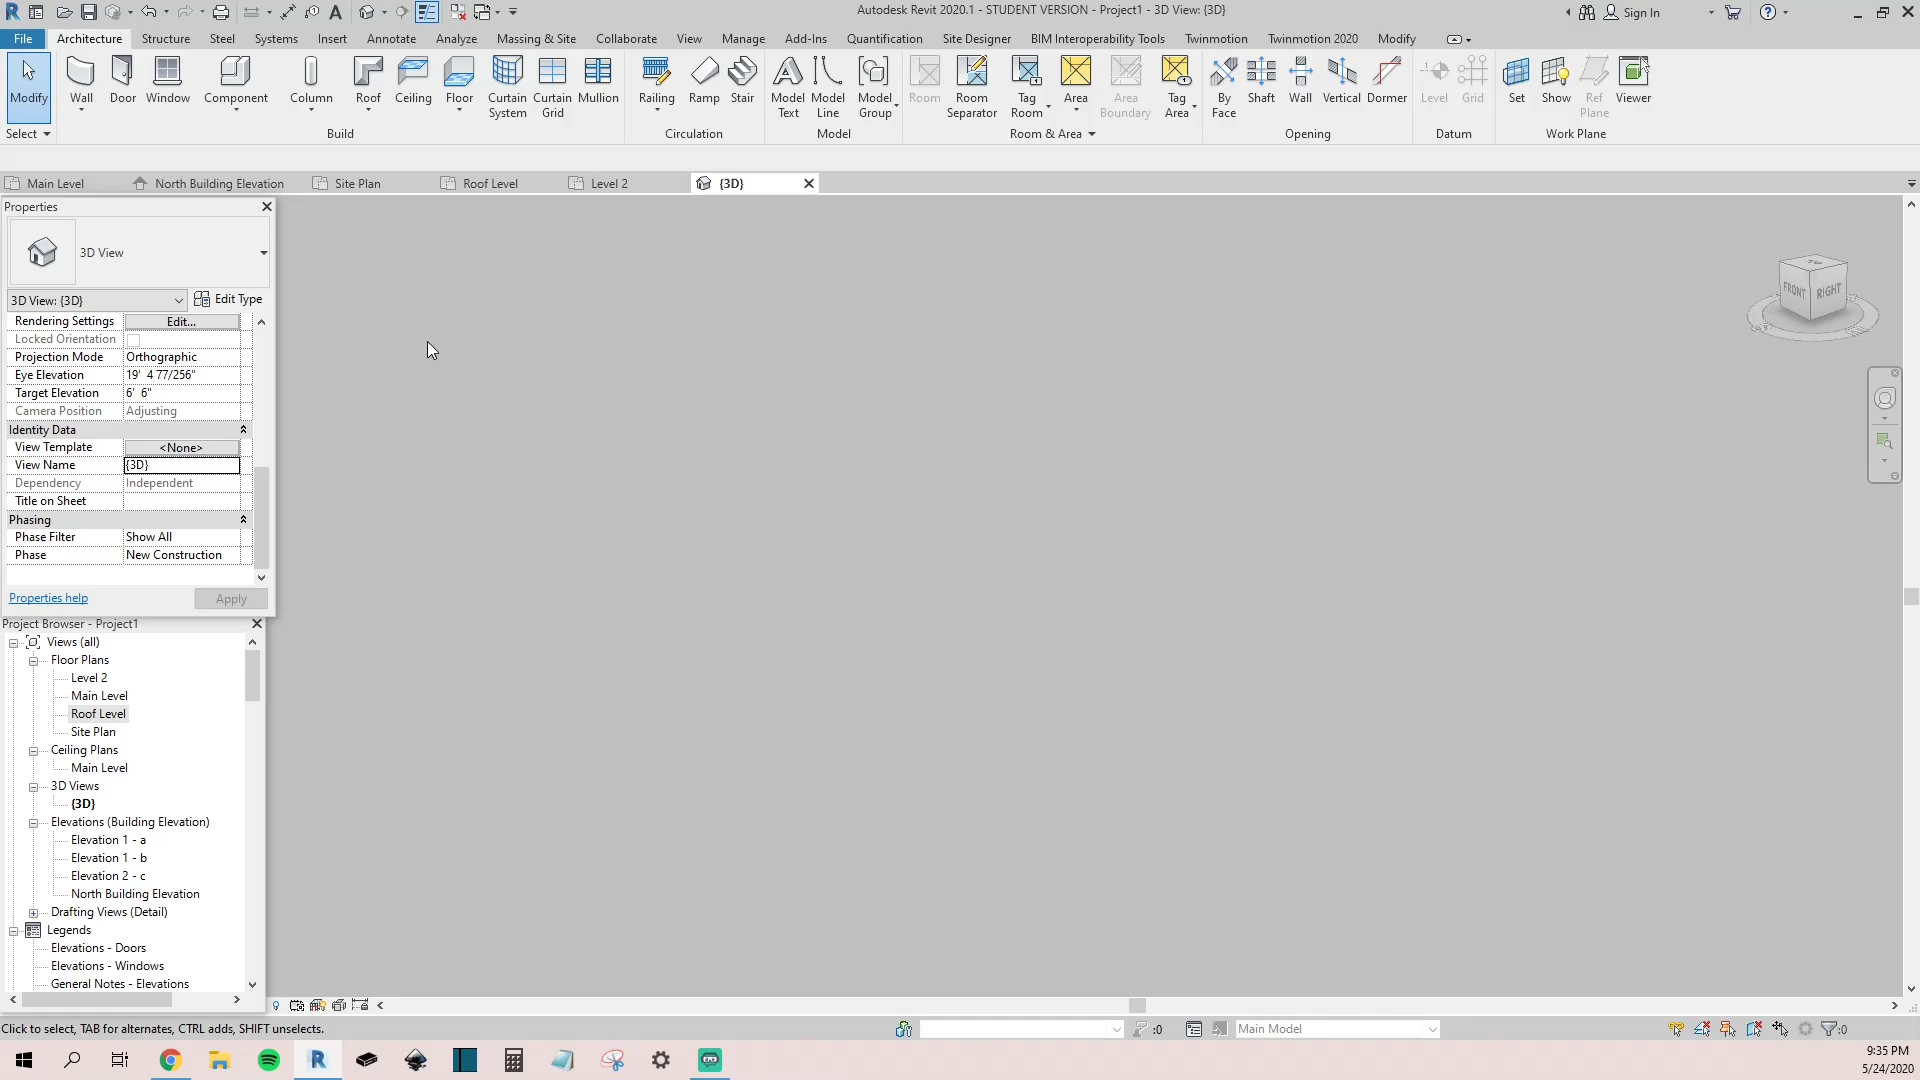 Autodesk Revit 2020.1 - STUDENT VERSION - Project1 - 3D View: {3D}
Sign In
File Architecture Structure Steel Systems Insert Annotate Analyze Massing & Site Collaborate View Manage Add-Ins Quantification Site Designer BIM Interoperability Tools Twinmotion Twinmotion 2020 Modify
Modify Wall Door Window Component Column Roof Ceiling Floor Curtain System Curtain Grid Mullion Railing Ramp Stair Model Text Model Line Model Group Room Room Separator Tag Room Area Area Boundary Tag Area By Face Shaft Wall Vertical Dormer Level Grid Set Show Ref Plane Viewer
Select Build Circulation Model Room & Area Opening Datum Work Plane
Main Level North Building Elevation Site Plan Roof Level Level 2 {3D}
Properties
3D View
3D View: {3D} Edit Type
Rendering Settings Edit...
Locked Orientation
Projection Mode Orthographic
Eye Elevation 19' 4 77/256"
Target Elevation 6' 6"
Camera Position Adjusting
Identity Data
View Template <None>
View Name {3D}
Dependency Independent
Title on Sheet
Phasing
Phase Filter Show All
Phase New Construction
Properties help Apply
FRONT RIGHT
Project Browser - Project1
Views (all)
Floor Plans
Level 2
Main Level
Roof Level
Site Plan
Ceiling Plans
Main Level
3D Views
{3D}
Elevations (Building Elevation)
Elevation 1 - a
Elevation 1 - b
Elevation 2 - c
North Building Elevation
Drafting Views (Detail)
Legends
Elevations - Doors
Elevations - Windows
General Notes - Elevations
Click to select, TAB for alternates, CTRL adds, SHIFT unselects. :0 Main Model :0
9:35 PM
5/24/2020